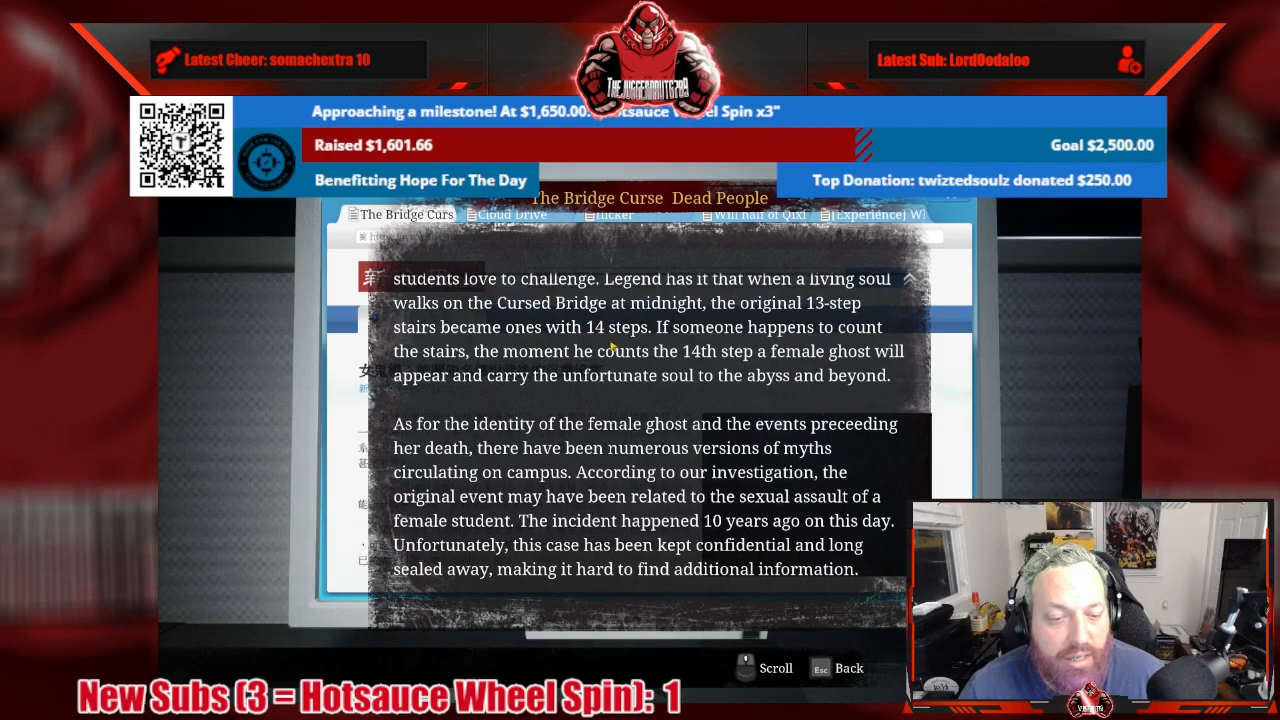 Latest Cheer: somachextra 10
Latest Sub: LordOodaloo
THEJUGGERNAUT0789
Approaching a milestone! At $1,650.00: "Hotsauce Wheel Spin x3"
Raised $1,601.66
Goal $2,500.00
Benefitting Hope For The Day
Top Donation: twiztedsoulz donated $250.00
The Bridge Curse Dead People
The Bridge Curs
Cloud Drive
flicker
[Experience] W
students love to challenge. Legend has it that when a living soul
walks on the Cursed Bridge at midnight, the original 13-step
stairs became ones with 14 steps. If someone happens to count
the stairs, the moment he counts the 14th step a female ghost will
appear and carry the unfortunate soul to the abyss and beyond.
As for the identity of the female ghost and the events preceeding
her death, there have been numerous versions of myths
circulating on campus. According to our investigation, the
original event may have been related to the sexual assault of a
female student. The incident happened 10 years ago on this day.
Unfortunately, this case has been kept confidential and long
sealed away, making it hard to find additional information.
Scroll
Esc Back
New Subs (3 = Hotsauce Wheel Spin): 1